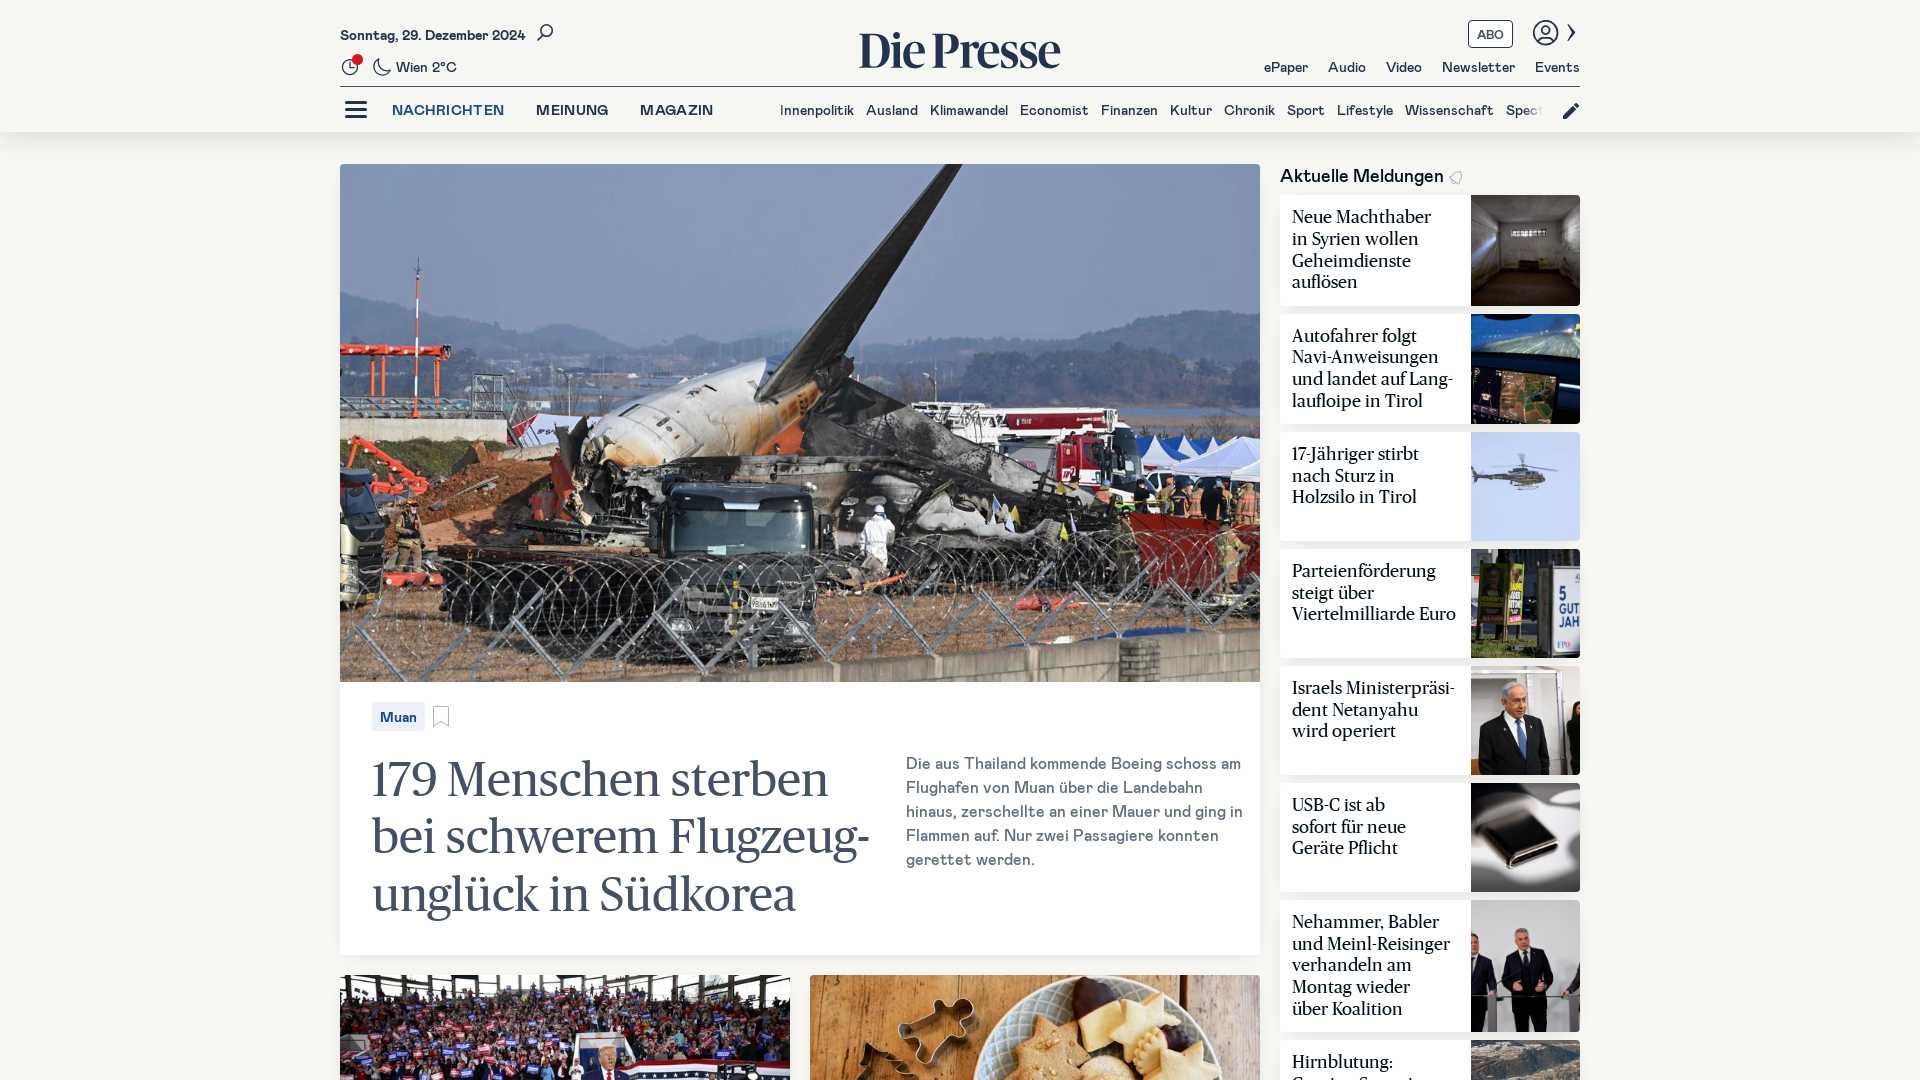 Sonntag, 29. Dezember 2024
Die Presse
ABO
Wien 2°C
ePaper Audio Video Newsletter Events
NACHRICHTEN MEINUNG MAGAZIN
Innenpolitik Ausland Klimawandel Economist Finanzen Kultur Chronik Sport Lifestyle Wissenschaft
Muan
179 Menschen sterben
bei schwerem Flugzeug-
unglück in Südkorea
Die aus Thailand kommende Boeing schoss am
Flughafen von Muan über die Landebahn
hinaus, zerschellte an einer Mauer und ging in
Flammen auf. Nur zwei Passagiere konnten
gerettet werden.
Aktuelle Meldungen
Neue Machthaber
in Syrien wollen
Geheimdienste
auflösen
Autofahrer folgt
Navi-Anweisungen
und landet auf Lang-
laufloipe in Tirol
17-Jähriger stirbt
nach Sturz in
Holzsilo in Tirol
Parteienförderung
steigt über
Viertelmilliarde Euro
Israels Ministerpräsi-
dent Netanyahu
wird operiert
USB-C ist ab
sofort für neue
Geräte Pflicht
Nehammer, Babler
und Meinl-Reisinger
verhandeln am
Montag wieder
über Koalition
Hirnblutung: